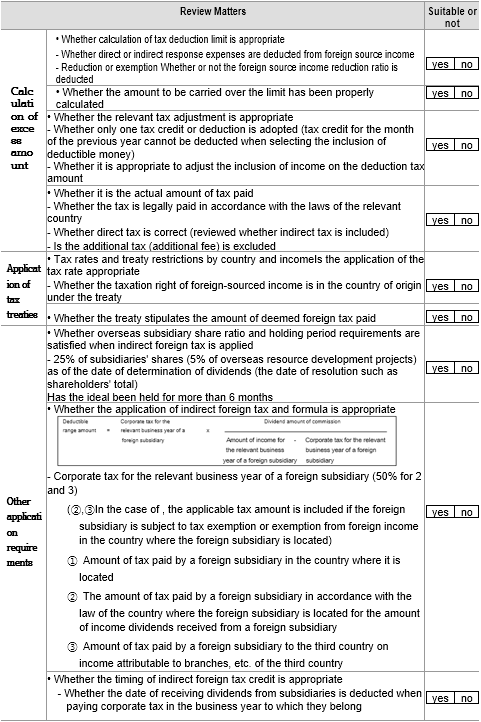 Review Matters
Suitable or
not
Calc
ulati
on of
exce
ss
amo
unt
• Whether calculation of tax deduction limit is appropriate
- Whether direct or indirect response expenses are deducted from foreign source income
- Reduction or exemption Whether or not the foreign source income reduction ratio is
deducted
yes no
• Whether the amount to be carried over the limit has been properly
calculated
yes no
• Whether the relevant tax adjustment is appropriate
- Whether only one tax credit or deduction is adopted (tax credit for the month
of the previous year cannot be deducted when selecting the inclusion of
deductible money)
- Whether it is appropriate to adjust the inclusion of income on the deduction tax
amount
yes no
• Whether it is the actual amount of tax paid
- Whether the tax is legally paid in accordance with the laws of the relevant
country
- Whether direct tax is correct (reviewed whether indirect tax is included)
- Is the additional tax (additional fee) is excluded
yes no
Applicat
ion of
tax
treaties
• Tax rates and treaty restrictions by country and incomeIs the application of the
tax rate appropriate
- Whether the taxation right of foreign-sourced income is in the country of origin
under the treaty
yes no
• Whether the treaty stipulates the amount of deemed foreign tax paid
yes no
Other
applicati
on
require
ments
• Whether overseas subsidiary share ratio and holding period requirements are
satisfied when indirect foreign tax is applied
- 25% of subsidiaries' shares (5% of overseas resource development projects)
as of the date of determination of dividends (the date of resolution such as
shareholders' total)
Has the ideal been held for more than 6 months
yes no
• Whether the application of indirect foreign tax and formula is appropriate
Deductible
range amount
=
Corporate tax for the
relevant business year of a
foreign subsidiary
x
Dividend amount of commission
Amount of income for
the relevant business
year of a foreign subsidiary
-
Corporate tax for the relevant
business year of a foreign
subsidiary
- Corporate tax for the relevant business year of a foreign subsidiary (50% for 2
and 3)
(②,③In the case of , the applicable tax amount is included if the foreign
subsidiary is subject to tax exemption or exemption from foreign income
in the country where the foreign subsidiary is located)
① Amount of tax paid by a foreign subsidiary in the country where it is
located
② The amount of tax paid by a foreign subsidiary in accordance with the
law of the country where the foreign subsidiary is located for the amount
of income dividends received from a foreign subsidiary
③ Amount of tax paid by a foreign subsidiary to the third country on
income attributable to branches, etc. of the third country
yes no
• Whether the timing of indirect foreign tax credit is appropriate
- Whether the date of receiving dividends from subsidiaries is deducted when
paying corporate tax in the business year to which they belong
yes no